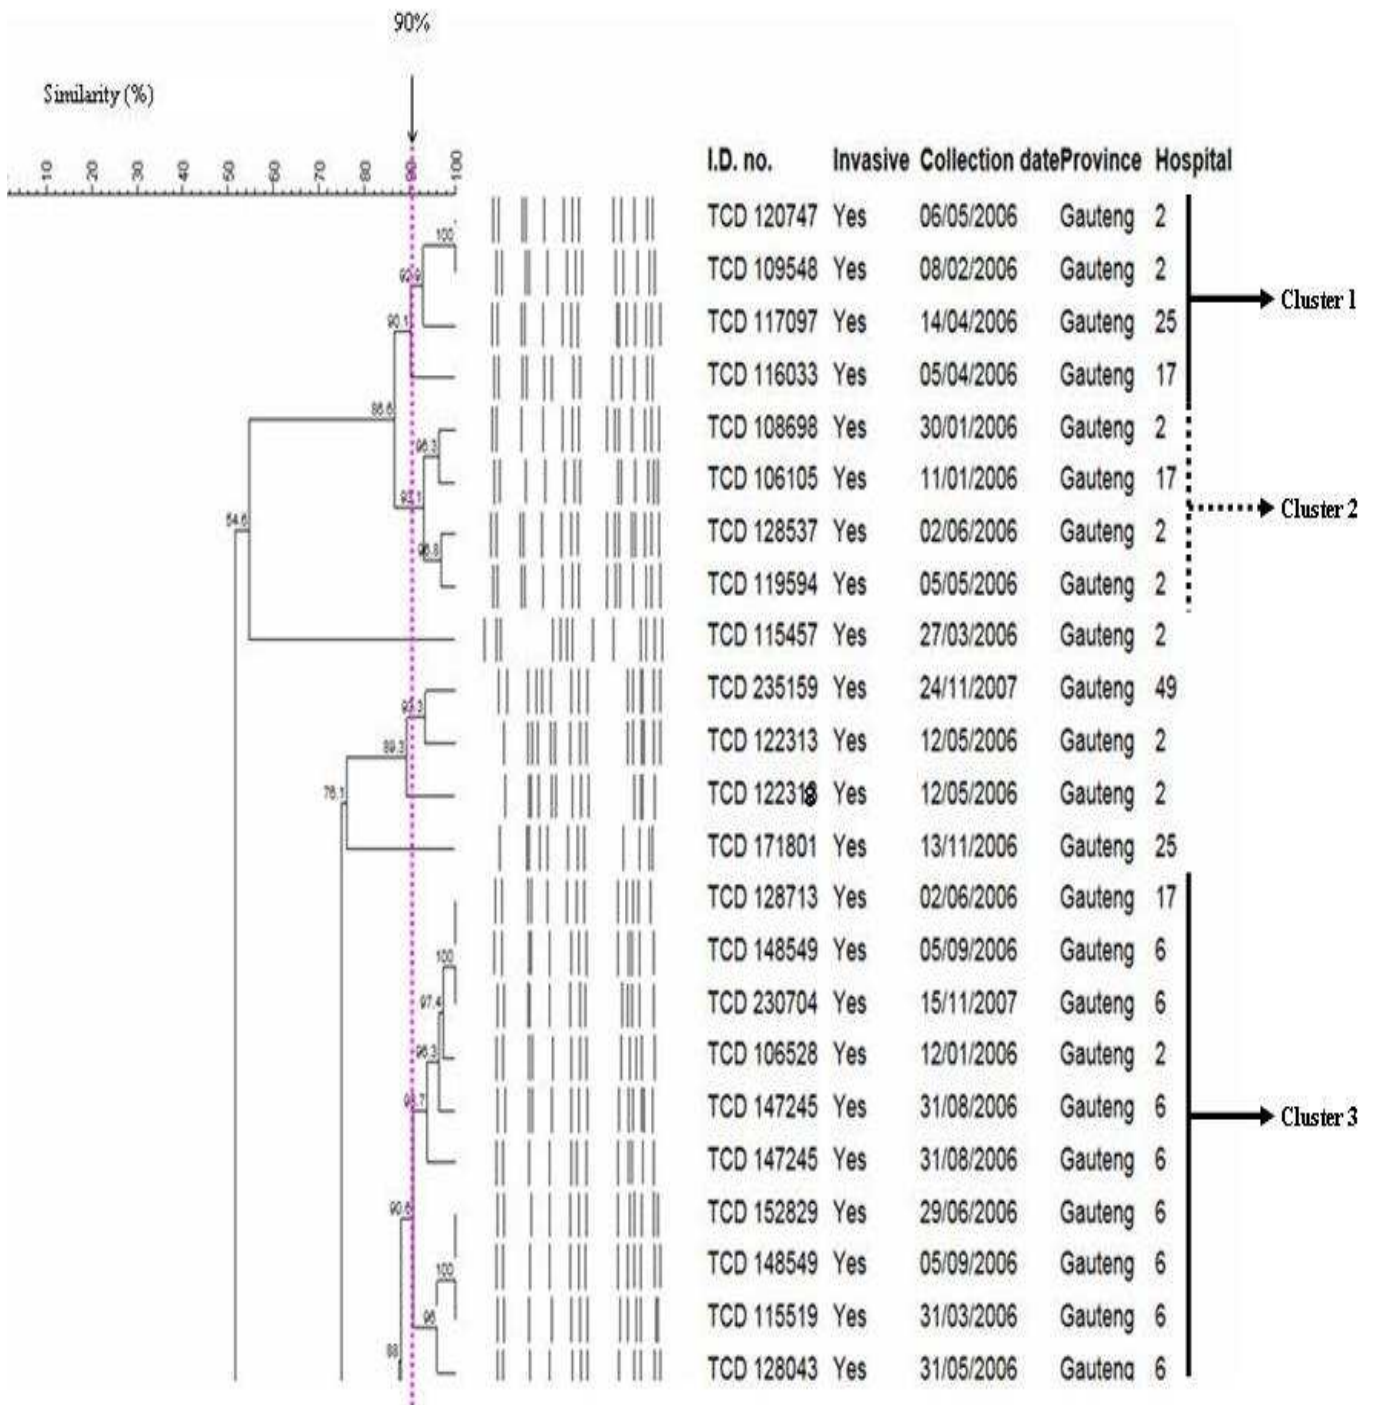 90%
Similarity (%)
10 20 30 40 50 60 70 80 90 100
I.D. no. Invasive Collection dateProvince Hospital
TCD 120747 Yes 06/05/2006 Gauteng 2
100
TCD 109548 Yes 08/02/2006 Gauteng 2
92.9
Cluster 1
90.1
TCD 117097 Yes 14/04/2006 Gauteng 25
TCD 116033 Yes 05/04/2006 Gauteng 17
86.6
TCD 108698 Yes 30/01/2006 Gauteng 2
96.3
TCD 106105 Yes 11/01/2006 Gauteng 17
93.1
Cluster 2
54.6
TCD 128537 Yes 02/06/2006 Gauteng 2
96.8
TCD 119594 Yes 05/05/2006 Gauteng 2
TCD 115457 Yes 27/03/2006 Gauteng 2
TCD 235159 Yes 24/11/2007 Gauteng 49
93.3
TCD 122313 Yes 12/05/2006 Gauteng 2
89.3
76.1
TCD 122318 Yes 12/05/2006 Gauteng 2
TCD 171801 Yes 13/11/2006 Gauteng 25
TCD 128713 Yes 02/06/2006 Gauteng 17
TCD 148549 Yes 05/09/2006 Gauteng 6
100
97.4
TCD 230704 Yes 15/11/2007 Gauteng 6
96.3
TCD 106528 Yes 12/01/2006 Gauteng 2
TCD 147245 Yes 31/08/2006 Gauteng 6
Cluster 3
TCD 147245 Yes 31/08/2006 Gauteng 6
90.6
TCD 152829 Yes 29/06/2006 Gauteng 6
100
TCD 148549 Yes 05/09/2006 Gauteng 6
96
TCD 115519 Yes 31/03/2006 Gauteng 6
88
TCD 128043 Yes 31/05/2006 Gauteng 6